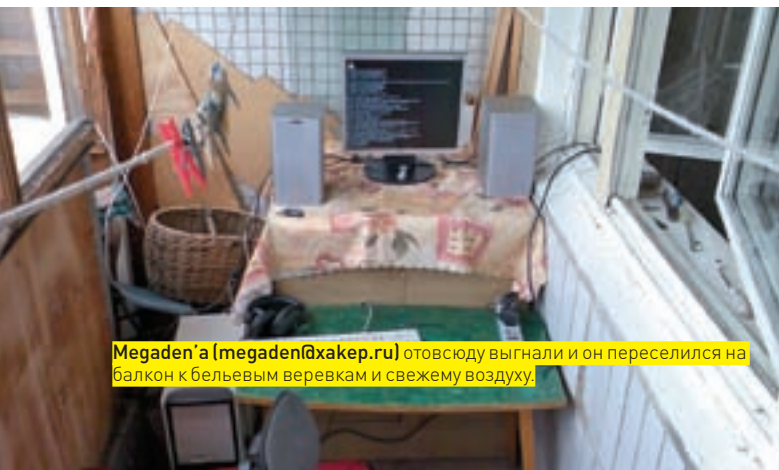 Megaden'а (megaden@xakep.ru) отовсюду выгнали и он переселился на
балкон к бельевым веревкам и свежему воздуху.